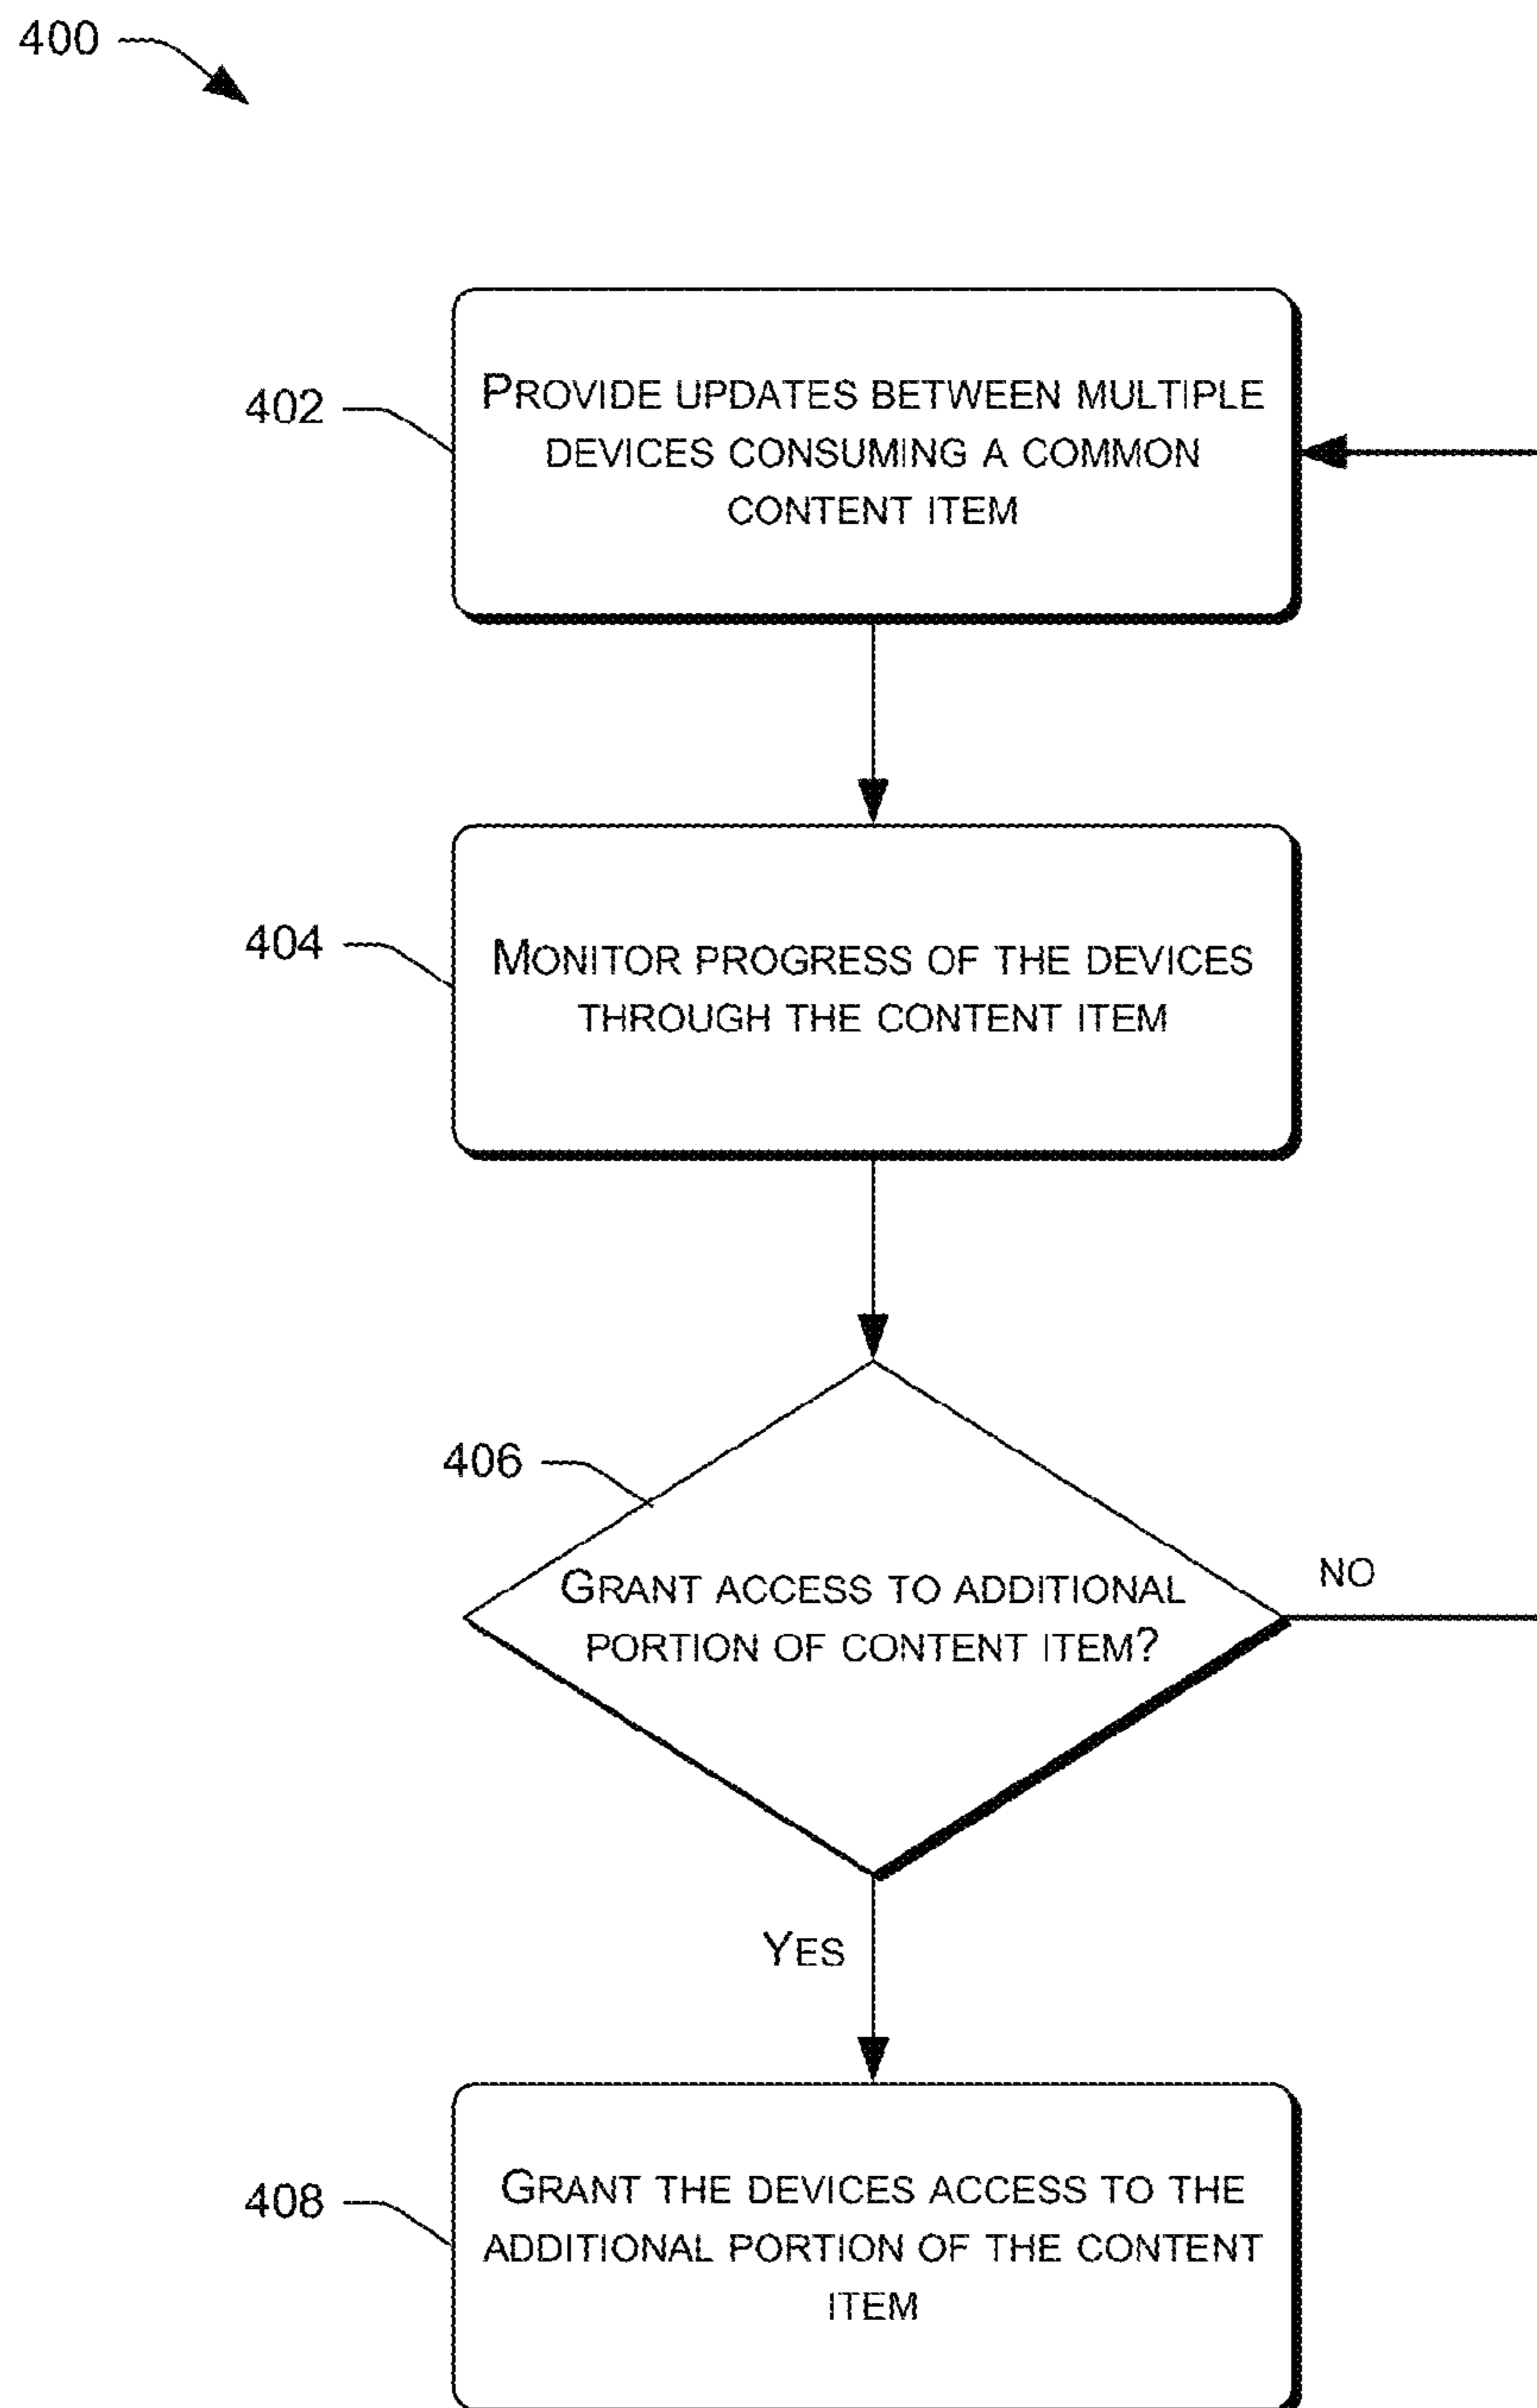 400
402
PROVIDE UPDATES BETWEEN MULTIPLE
DEVICES CONSUMING A COMMON
CONTENT ITEM
404
MONITOR PROGRESS OF THE DEVICES
THROUGH THE CONTENT ITEM
406
GRANT ACCESS TO ADDITIONAL
PORTION OF CONTENT ITEM?
NO
YES
408
GRANT THE DEVICES ACCESS TO THE
ADDITIONAL PORTION OF THE CONTENT
ITEM